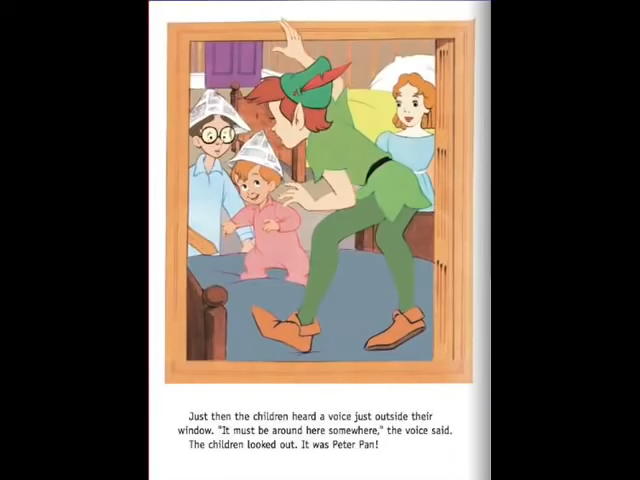 Just then the children heard a voice just outside their
window. "It must be around here somewhere," the voice said.
The children looked out. It was Peter Pan!